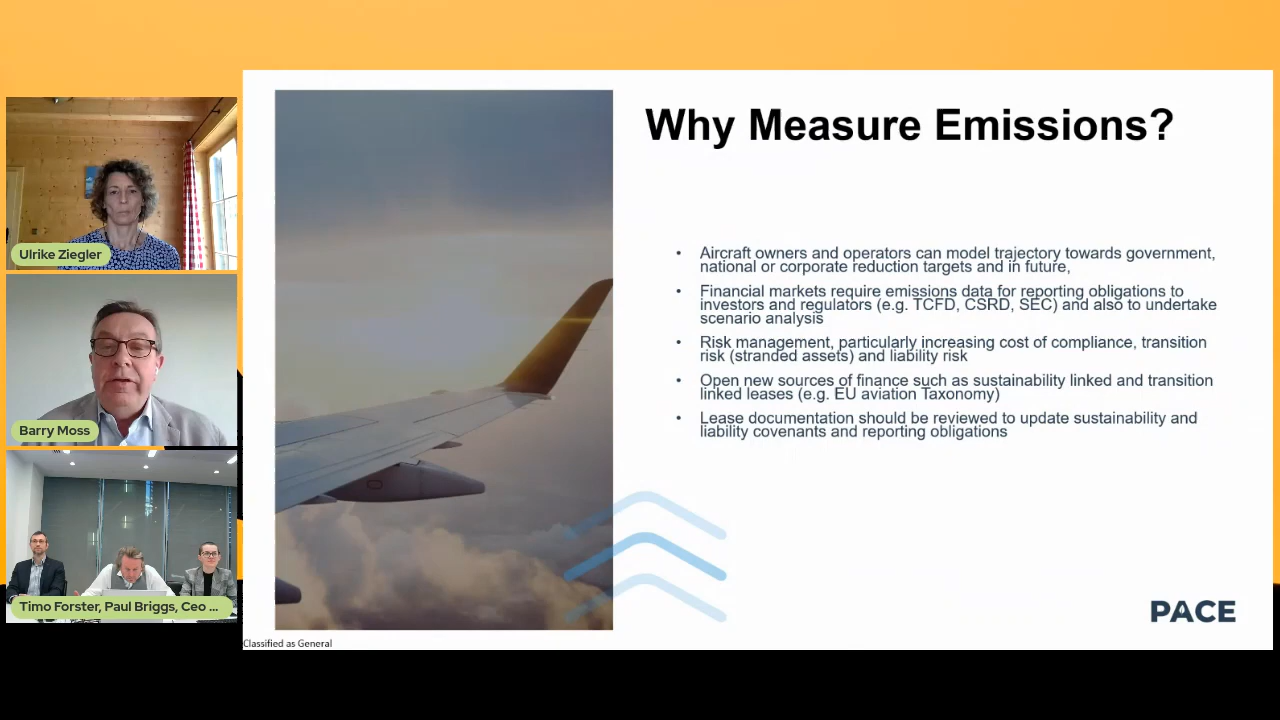 Why Measure Emissions?
• Aircraft owners and operators can model trajectory towards government,
national or corporate reduction targets and in future,
• Financial markets require emissions data for reporting obligations to
investors and regulators (e.g. TCFD, CSRD, SEC) and also to undertake
scenario analysis
• Risk management, particularly increasing cost of compliance, transition
risk (stranded assets) and liability risk
• Open new sources of finance such as sustainability linked and transition
linked leases (e.g. EU aviation Taxonomy)
• Lease documentation should be reviewed to update sustainability and
liability covenants and reporting obligations
PACE
Classified as General
Ulrike Ziegler
Barry Moss
Timo Forster, Paul Briggs, Ceo ...